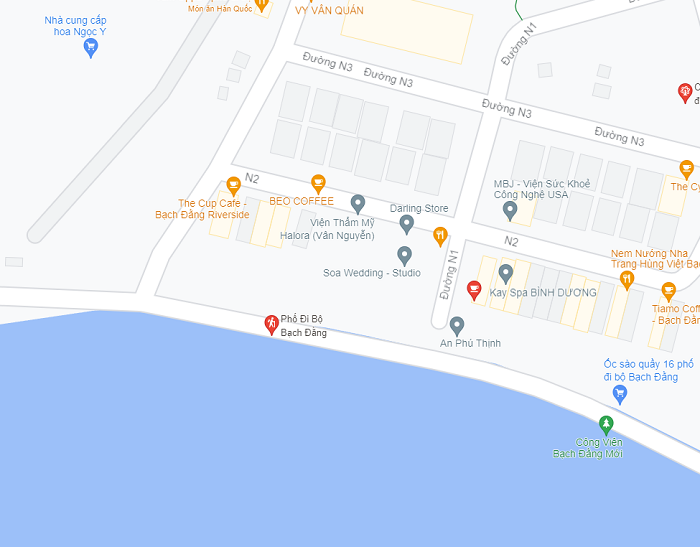 Món ăn Hàn Quốc
VY VÂN QUÁN
Nhà cung cấp
hoa Ngọc Y
Đường N1
Đường N3
Đường N3
Đường N3
Đường N3
C
đ
N2
BEO COFFEE
The Cup Cafe -
Bạch Đằng Riverside
Viện Thẩm Mỹ
Halora (Vân Nguyễn)
Darling Store
MBJ - Viện Sức Khoẻ
Công Nghệ USA
The Cy
N2
Soa Wedding - Studio
Đường N1
Kay Spa BÌNH DƯƠNG
Nem Nướng Nha
Trang Hùng Việt Bạ
Tiamo Coff
- Bạch Đằn
Phố Đi Bộ
Bạch Đằng
An Phú Thịnh
Ốc sào quầy 16 phố
đi bộ Bạch Đằng
Công Viên
Bạch Đằng Mới